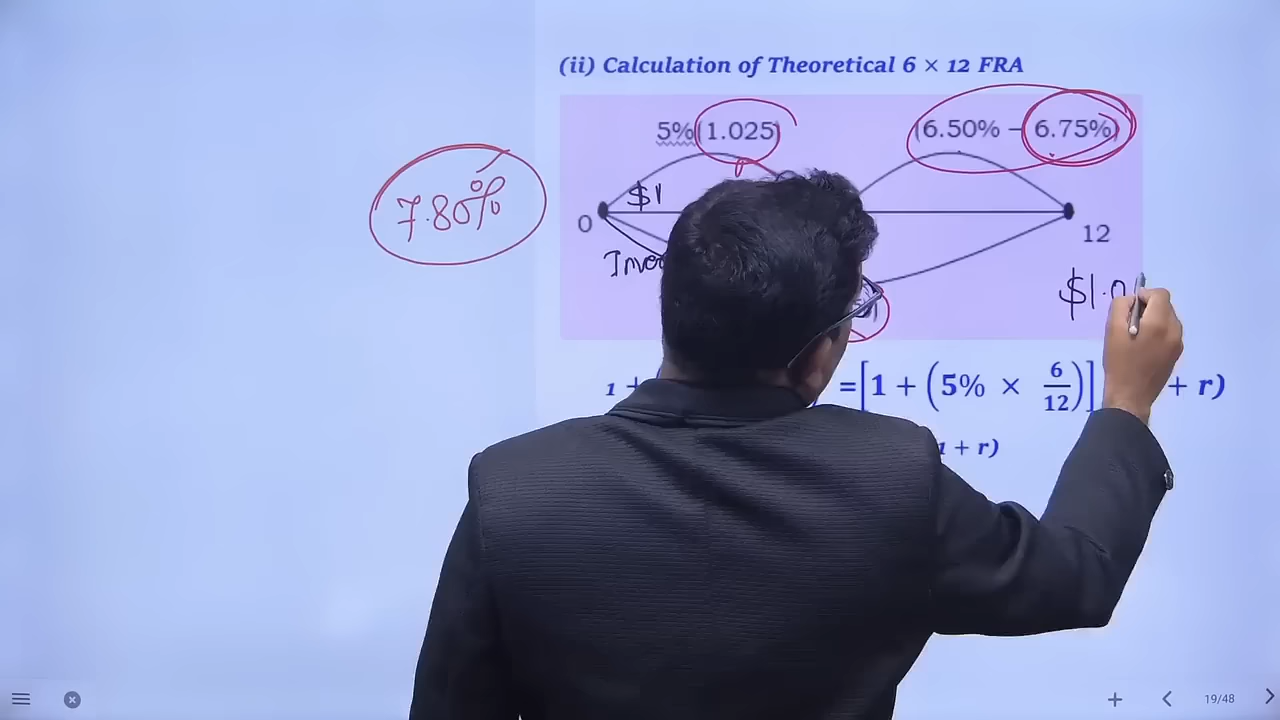 (ii) Calculation of Theoretical 6 × 12 FRA
5%(1.025) (6.50% – 6.75%)
7.80%
$1
0
12
$1.0
1 + = [1 + (5% × 6/12)] + r)
+ r)
19/48